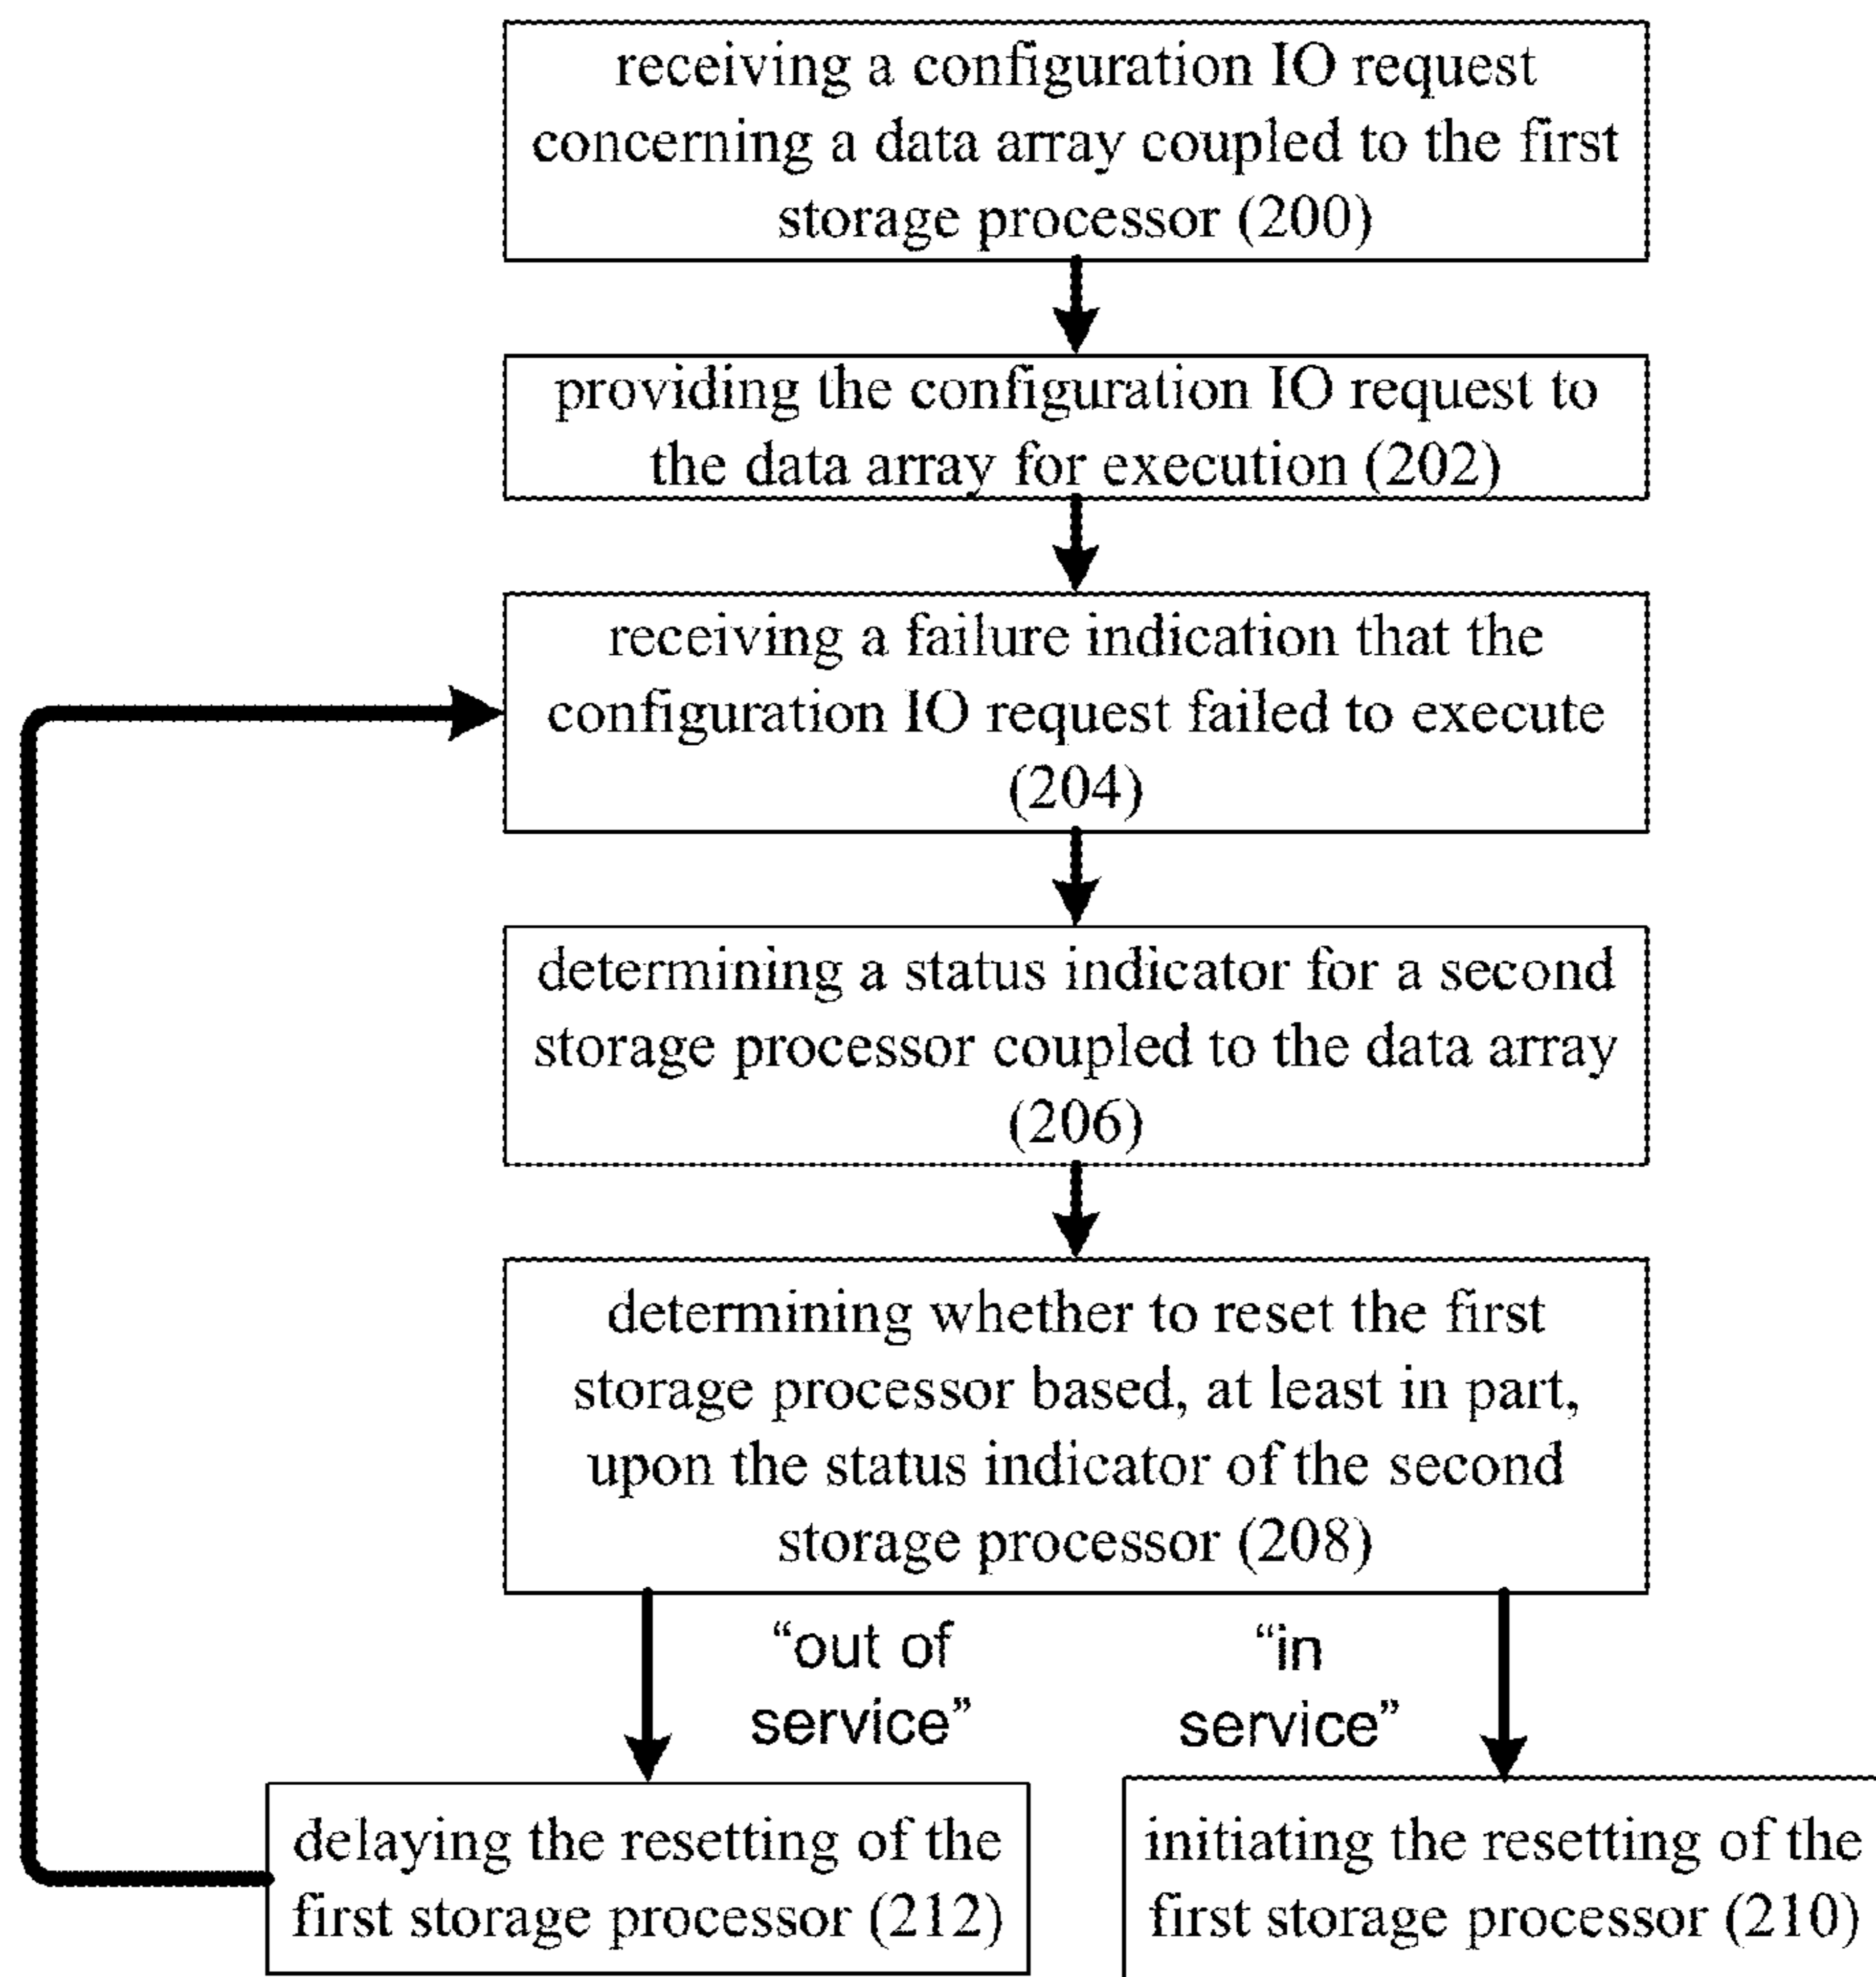 receiving a configuration IO request
concerning a data array coupled to the first
storage processor (200)
providing the configuration IO request to
the data array for execution (202)
receiving a failure indication that the
configuration IO request failed to execute
(204)
determining a status indicator for a second
storage processor coupled to the data array
(206)
determining whether to reset the first
storage processor based, at least in part,
upon the status indicator of the second
storage processor (208)
“out of
service”
“in
service”
delaying the resetting of the
first storage processor (212)
initiating the resetting of the
first storage processor (210)